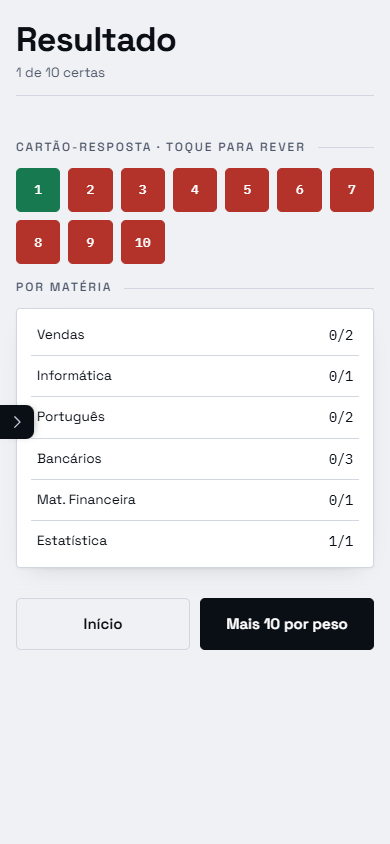 Resultado
1 de 10 certas
CARTÃO-RESPOSTA · TOQUE PARA REVER
1 2 3 4 5 6 7
8 9 10
POR MATÉRIA
Vendas 0/2
Informática 0/1
Português 0/2
Bancários 0/3
Mat. Financeira 0/1
Estatística 1/1
Início Mais 10 por peso